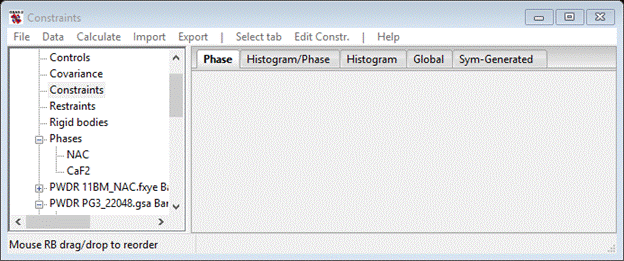 Constraints
File Data Calculate Import Export | Select tab Edit Constr. | Help
Controls
Covariance
Constraints
Restraints
Rigid bodies
Phases
NAC
CaF2
PWDR 11BM_NAC.fxye Ba
PWDR PG3_22048.gsa Bar
Phase Histogram/Phase Histogram Global Sym-Generated
Mouse RB drag/drop to reorder